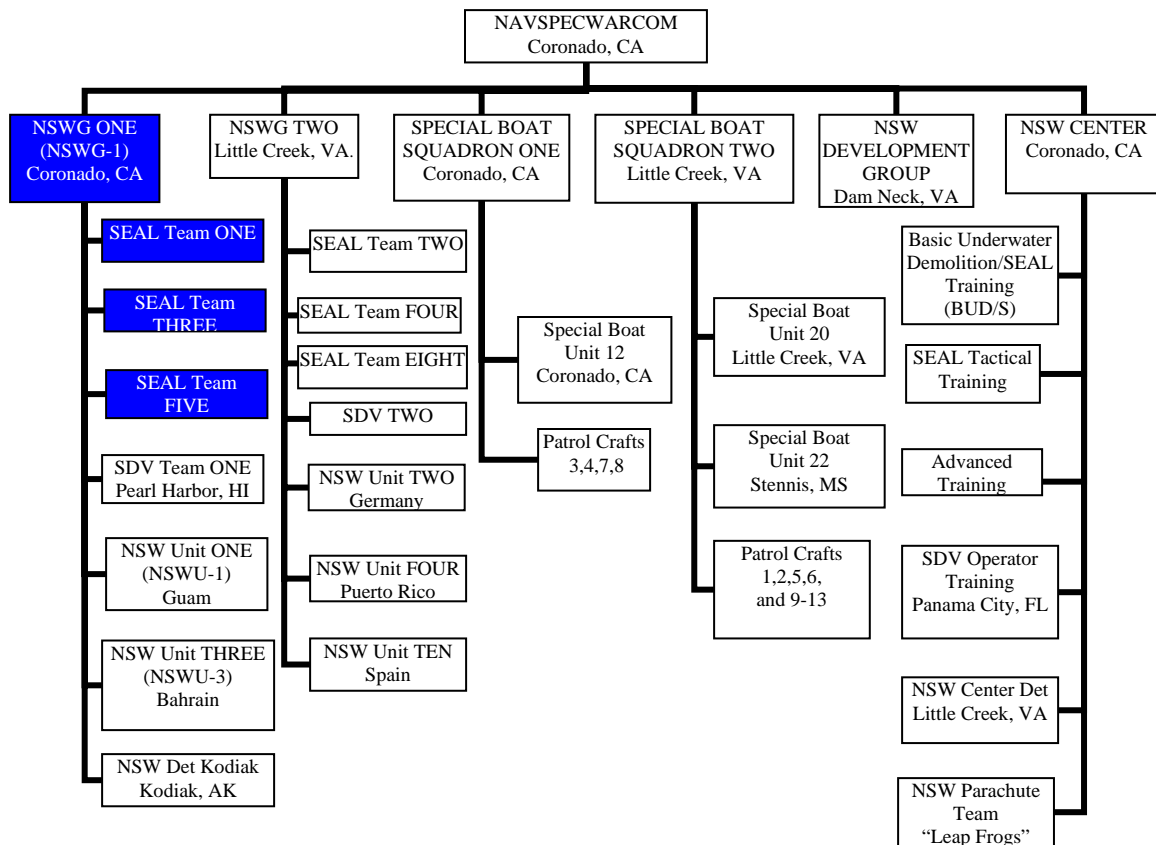 NAVSPECWARCOM
Coronado, CA
NSWG ONE
(NSWG-1)
Coronado, CA
NSWG TWO
Little Creek, VA.
SPECIAL BOAT
SQUADRON ONE
Coronado, CA
SPECIAL BOAT
SQUADRON TWO
Little Creek, VA
NSW
DEVELOPMENT
GROUP
Dam Neck, VA
NSW CENTER
Coronado, CA
SEAL Team ONE
SEAL Team
THREE
SEAL Team
FIVE
SDV Team ONE
Pearl Harbor, HI
NSW Unit ONE
(NSWU-1)
Guam
NSW Unit THREE
(NSWU-3)
Bahrain
NSW Det Kodiak
Kodiak, AK
SEAL Team TWO
SEAL Team FOUR
SEAL Team EIGHT
SDV TWO
NSW Unit TWO
Germany
NSW Unit FOUR
Puerto Rico
NSW Unit TEN
Spain
Special Boat
Unit 12
Coronado, CA
Patrol Crafts
3,4,7,8
Special Boat
Unit 20
Little Creek, VA
Special Boat
Unit 22
Stennis, MS
Patrol Crafts
1,2,5,6,
and 9-13
Basic Underwater
Demolition/SEAL
Training
(BUD/S)
SEAL Tactical
Training
Advanced
Training
SDV Operator
Training
Panama City, FL
NSW Center Det
Little Creek, VA
NSW Parachute
Team
“Leap Frogs”